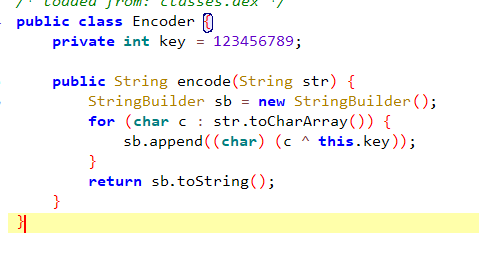 /* loaded from: classes.dex */
public class Encoder {
    private int key = 123456789;

    public String encode(String str) {
        StringBuilder sb = new StringBuilder();
        for (char c : str.toCharArray()) {
            sb.append((char) (c ^ this.key));
        }
        return sb.toString();
    }
}